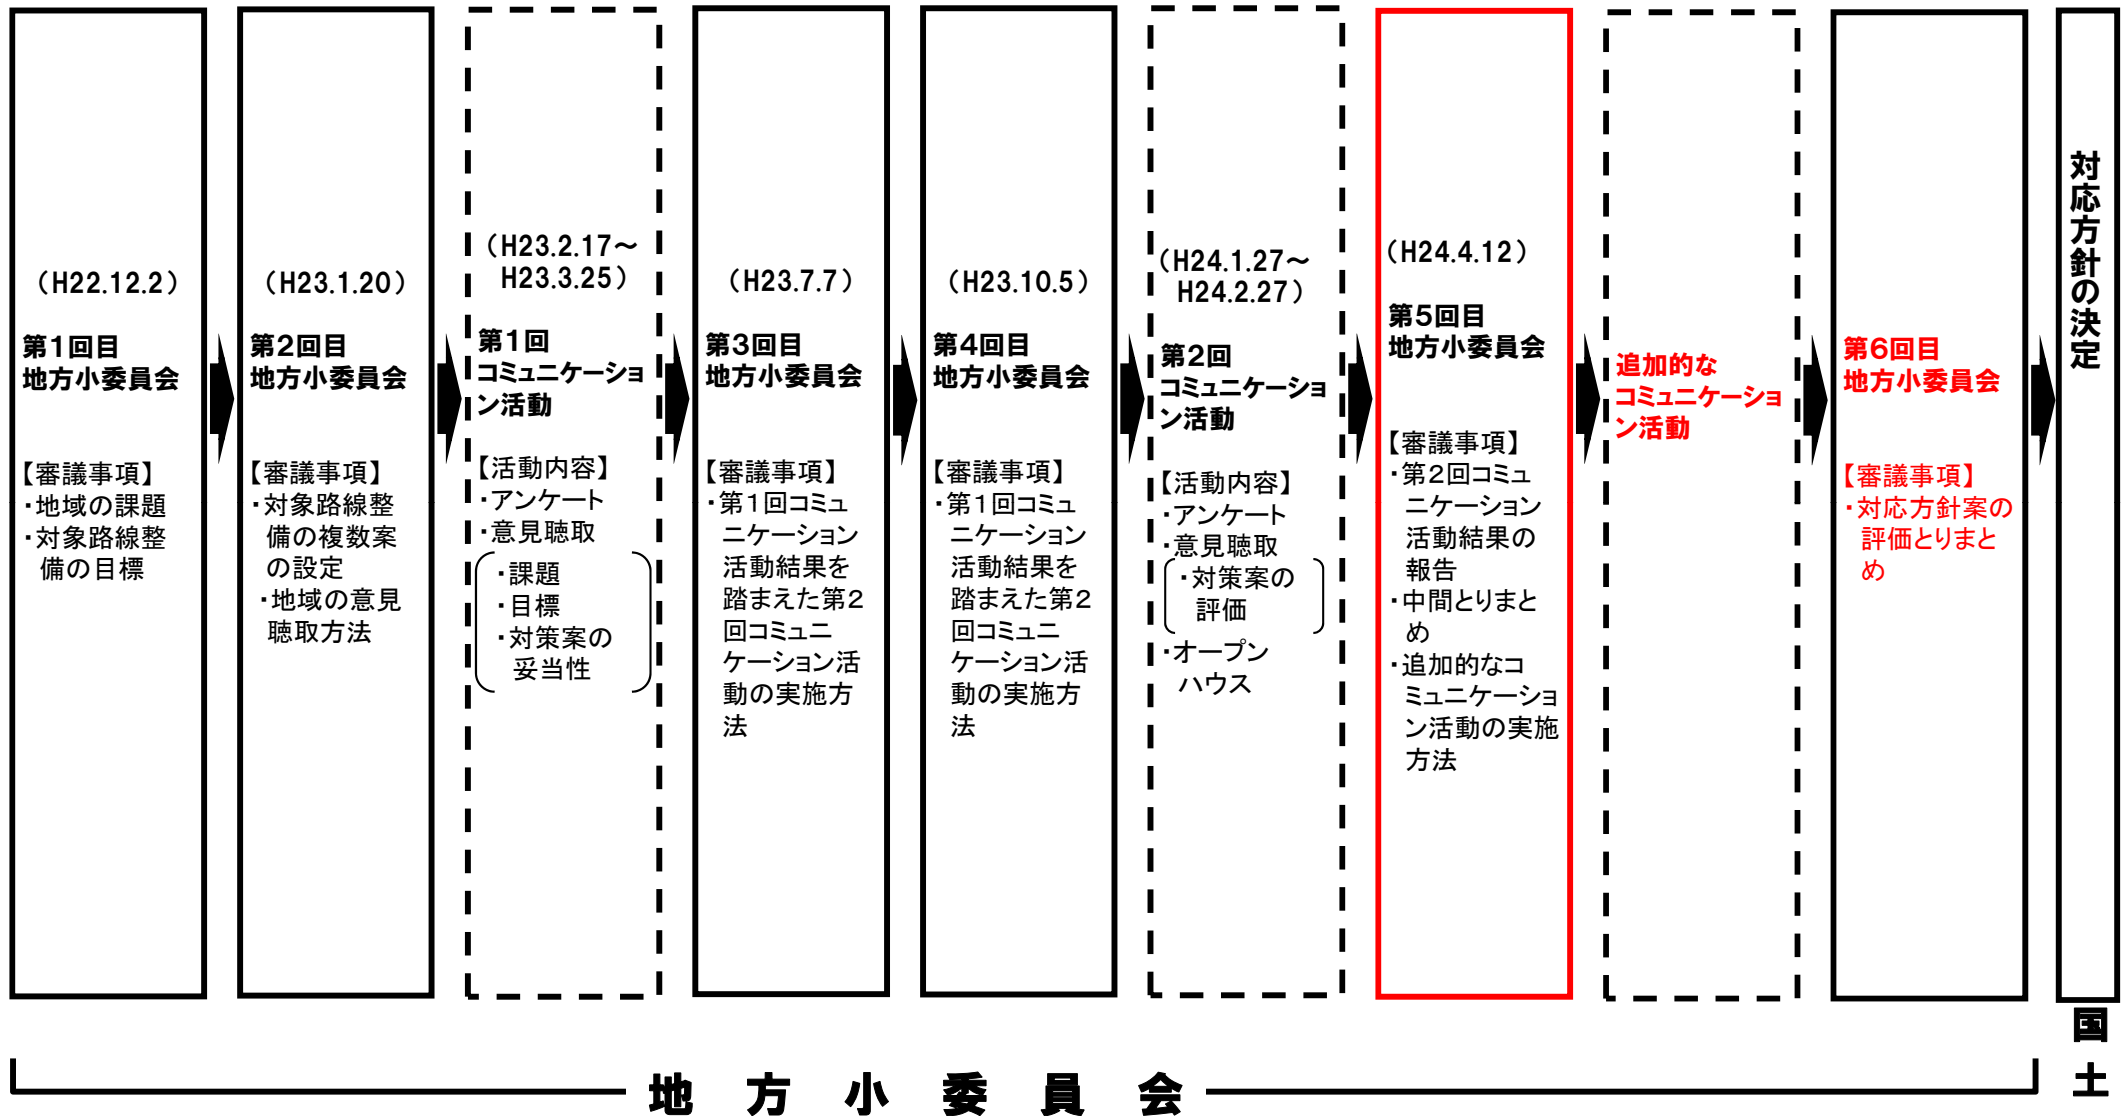 （H22.12.2）
第1回目
地方小委員会
【審議事項】
・地域の課題
・対象路線整
備の目標
（H23.1.20）
第2回目
地方小委員会
【審議事項】
・対象路線整
備の複数案
の設定
・地域の意見
聴取方法
（H23.2.17～
H23.3.25）
第1回
コミュニケーショ
ン活動
【活動内容】
・アンケート
・意見聴取
・課題
・目標
・対策案の
妥当性
（H23.7.7）
第3回目
地方小委員会
【審議事項】
・第1回コミュ
ニケーション
活動結果を
踏まえた第2
回コミュニ
ケーション活
動の実施方
法
（H23.10.5）
第4回目
地方小委員会
【審議事項】
・第1回コミュ
ニケーション
活動結果を
踏まえた第2
回コミュニ
ケーション活
動の実施方
法
（H24.1.27～
H24.2.27）
第2回
コミュニケーショ
ン活動
【活動内容】
・アンケート
・意見聴取
・対策案の
評価
・オープン
ハウス
（H24.4.12）
第5回目
地方小委員会
【審議事項】
・第2回コミュ
ニケーション
活動結果の
報告
・中間とりまと
め
・追加的なコ
ミュニケーショ
ン活動の実施
方法
追加的な
コミュニケーショ
ン活動
第6回目
地方小委員会
【審議事項】
・対応方針案の
評価とりまと
め
対応方針の決定
地方小委員会
国土